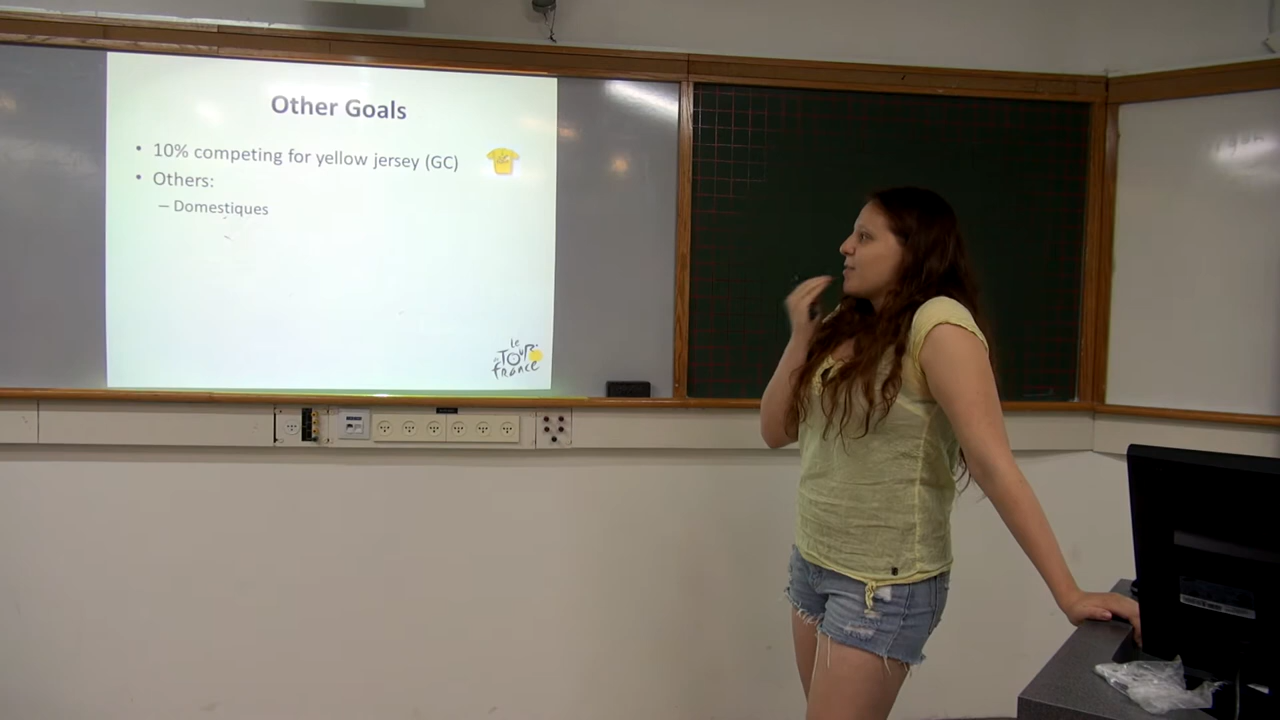 Other Goals
• 10% competing for yellow jersey (GC)
• Others:
– Domestiques
Le
TOUR
de
france